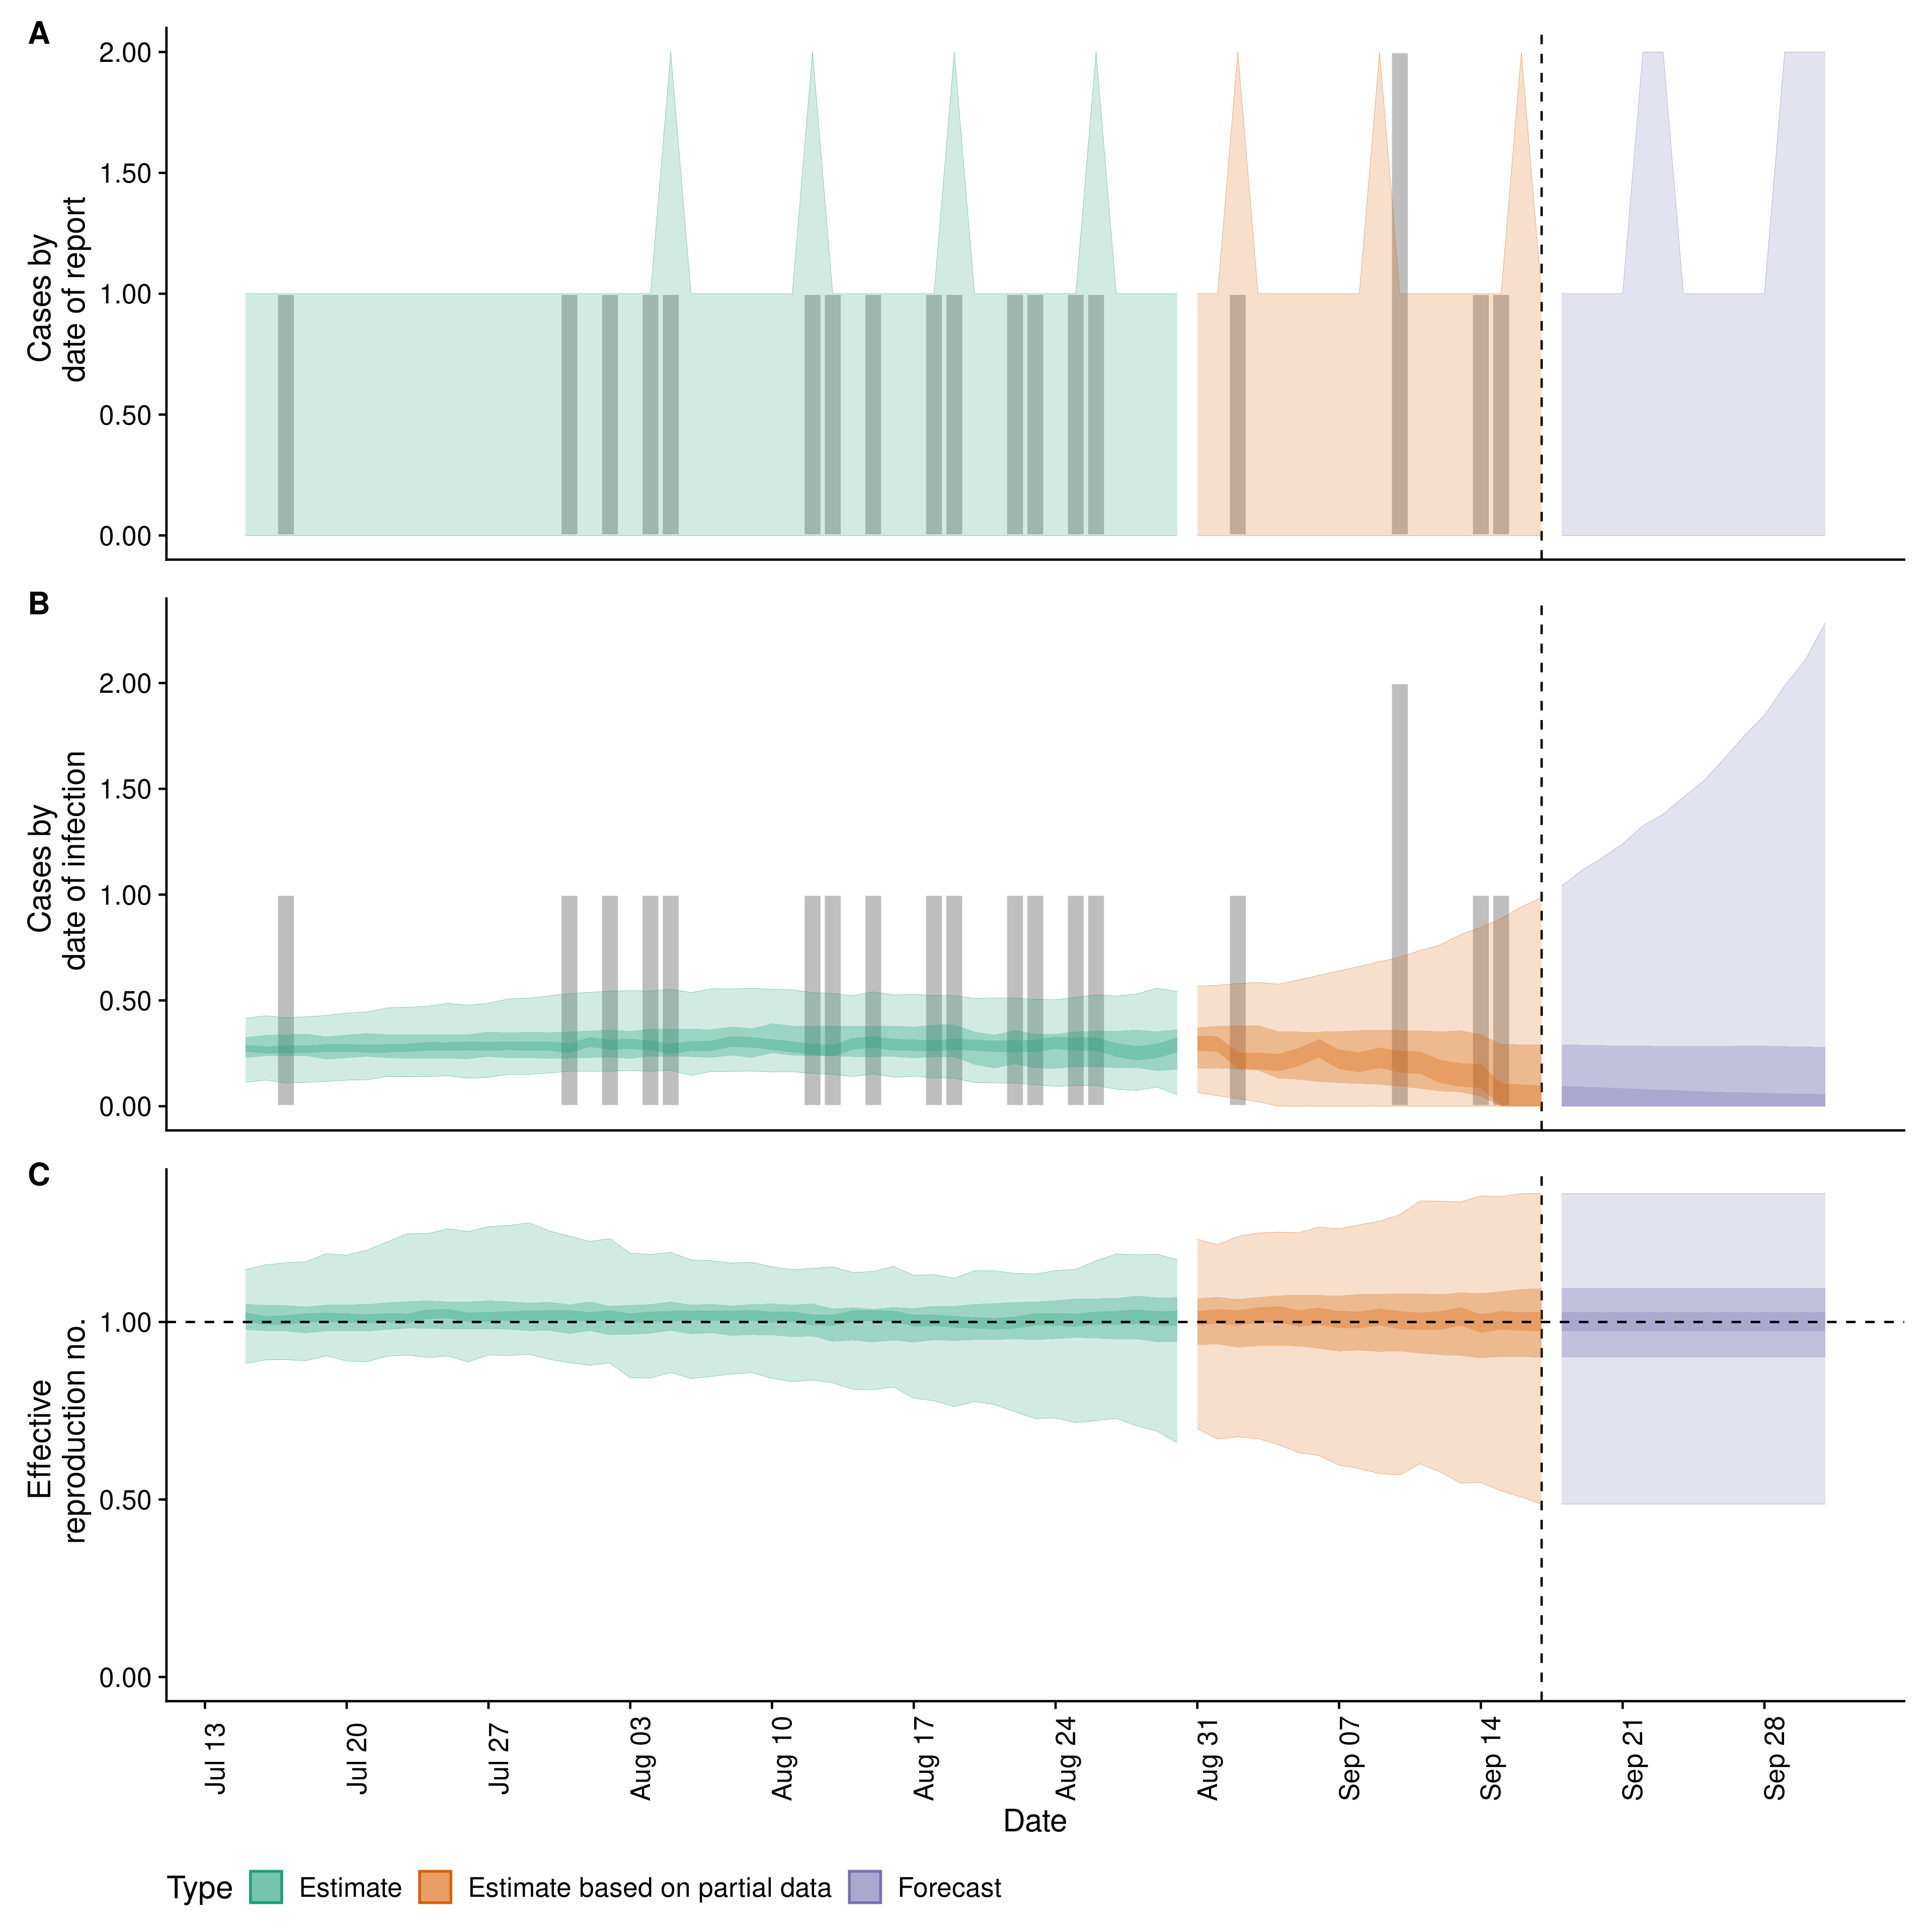 A
Cases by
date of report
2.00
1.50
1.00
0.50
0.00
B
Cases by
date of infection
2.00
1.50
1.00
0.50
0.00
C
Effective
reproduction no.
1.00
0.50
0.00
Jul 13
Jul 20
Jul 27
Aug 03
Aug 10
Aug 17
Aug 24
Aug 31
Sep 07
Sep 14
Sep 21
Sep 28
Date
Type Estimate Estimate based on partial data Forecast